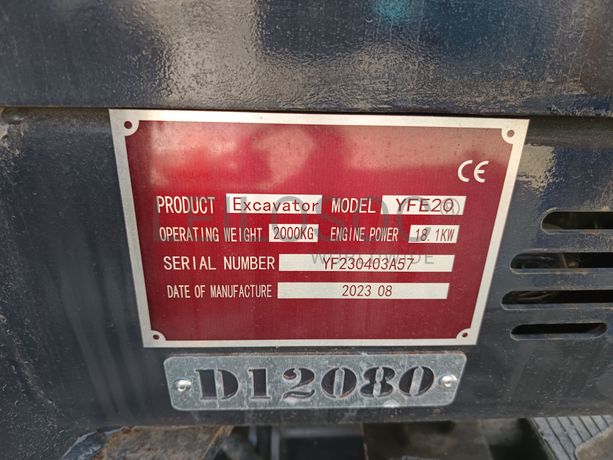 CE
PRODUCT Excavator MODEL YFE20
OPERATING WEIGHT 2000KG ENGINE POWER 18.1KW
SERIAL NUMBER YF230403A57
DATE OF MANUFACTURE 2023 08
D12080